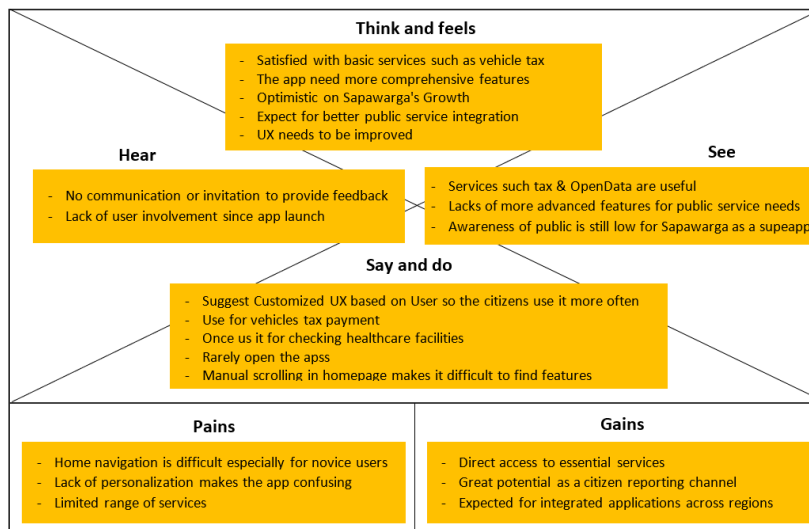 Think and feels
- Satisfied with basic services such as vehicle tax
- The app need more comprehensive features
- Optimistic on Sapawarga's Growth
- Expect for better public service integration
- UX needs to be improved
Hear
- No communication or invitation to provide feedback
- Lack of user involvement since app launch
See
- Services such tax & OpenData are useful
- Lacks of more advanced features for public service needs
- Awareness of public is still low for Sapawarga as a supeapp
Say and do
- Suggest Customized UX based on User so the citizens use it more often
- Use for vehicles tax payment
- Once us it for checking healthcare facilities
- Rarely open the apss
- Manual scrolling in homepage makes it difficult to find features
Pains
- Home navigation is difficult especially for novice users
- Lack of personalization makes the app confusing
- Limited range of services
Gains
- Direct access to essential services
- Great potential as a citizen reporting channel
- Expected for integrated applications across regions